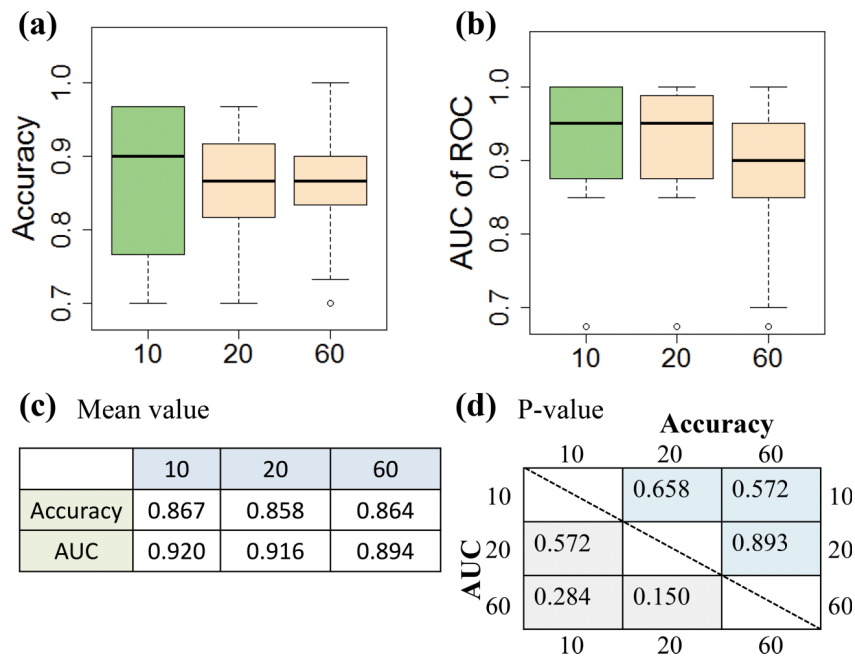 (a)
Accuracy
1.0
0.9
0.8
0.7
10 20 60
(b)
AUC of ROC
1.0
0.9
0.8
0.7
10 20 60
(c) Mean value
10 20 60
Accuracy 0.867 0.858 0.864
AUC 0.920 0.916 0.894
(d) P-value
Accuracy
10 20 60
AUC
10 0.658 0.572 10
20 0.572 0.893 20
60 0.284 0.150 60
10 20 60